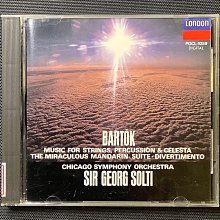 LONDON
POCL-5259
DIGITAL
BARTÓK
MUSIC FOR STRINGS, PERCUSSION & CELESTA
THE MIRACULOUS MANDARIN-SUITE · DIVERTIMENTO
CHICAGO SYMPHONY ORCHESTRA
SIR GEORG SOLTI